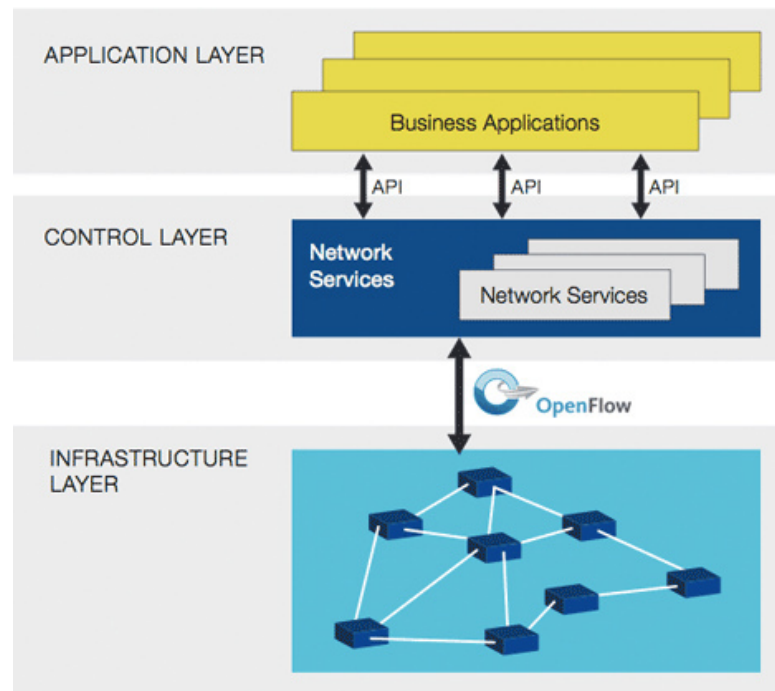 APPLICATION LAYER
Business Applications
API
API
API
CONTROL LAYER
Network
Services
Network Services
OpenFlow
INFRASTRUCTURE
LAYER